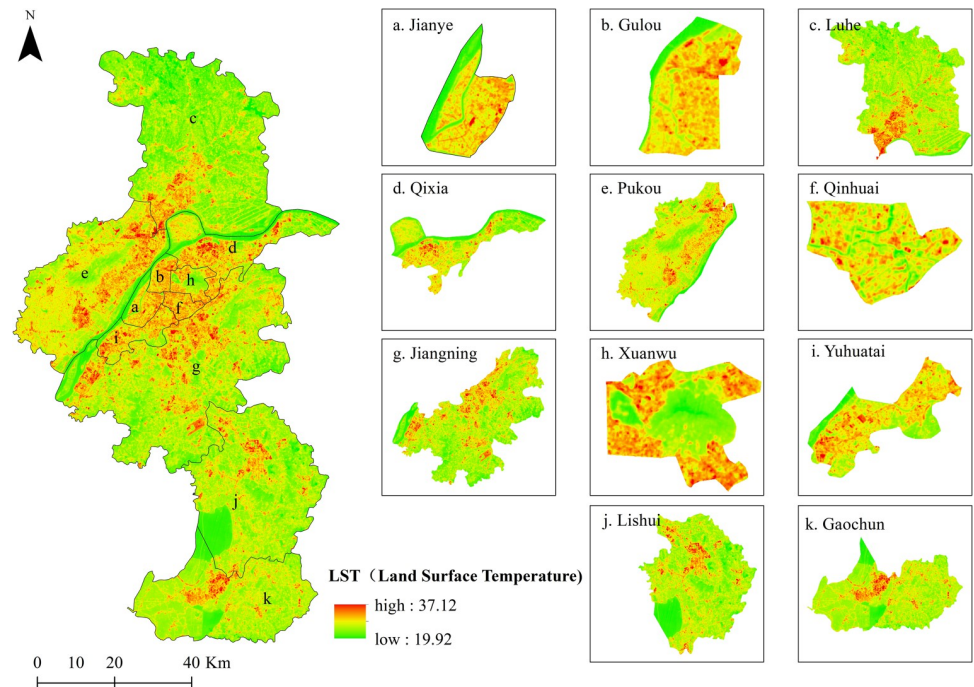 N
a. Jianye
b. Gulou
c. Luhe
c
d. Qixia
e. Pukou
f. Qinhuai
d
e
b
h
a
f
i
g
g. Jiangning
h. Xuanwu
i. Yuhuatai
j
j. Lishui
k. Gaochun
LST（Land Surface Temperature)
high : 37.12
low : 19.92
k
0 10 20 40 Km